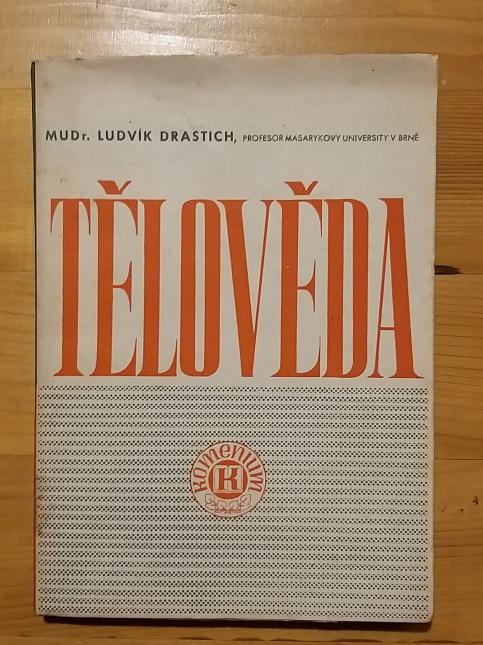 MUDr. LUDVÍK DRASTICH, PROFESOR MASARYKOVY UNIVERSITY V BRNĚ
TĚLOVĚDA
Komenium
K